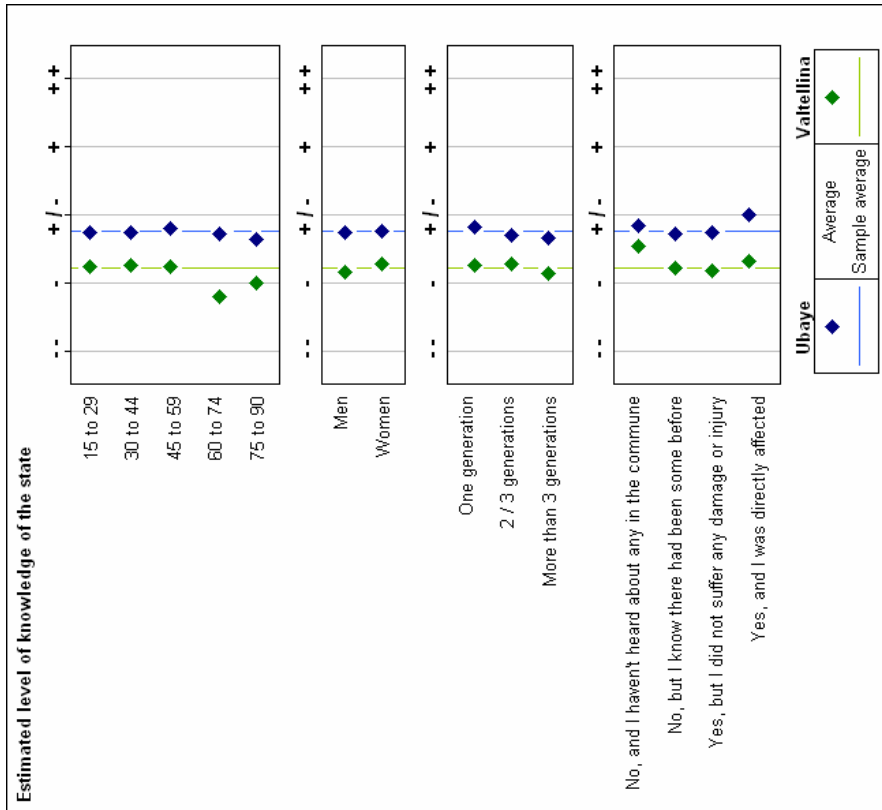 Estimated level of knowledge of the state
- - - + / - + + +
15 to 29
30 to 44
45 to 59
60 to 74
75 to 90
- - - + / - + + +
Men
Women
- - - + / - + + +
One generation
2 / 3 generations
More than 3 generations
- - - + / - + + +
No, and I haven't heard about any in the commune
No, but I know there had been some before
Yes, but I did not suffer any damage or injury
Yes, and I was directly affected
Ubaye Valtellina
Average
Sample average